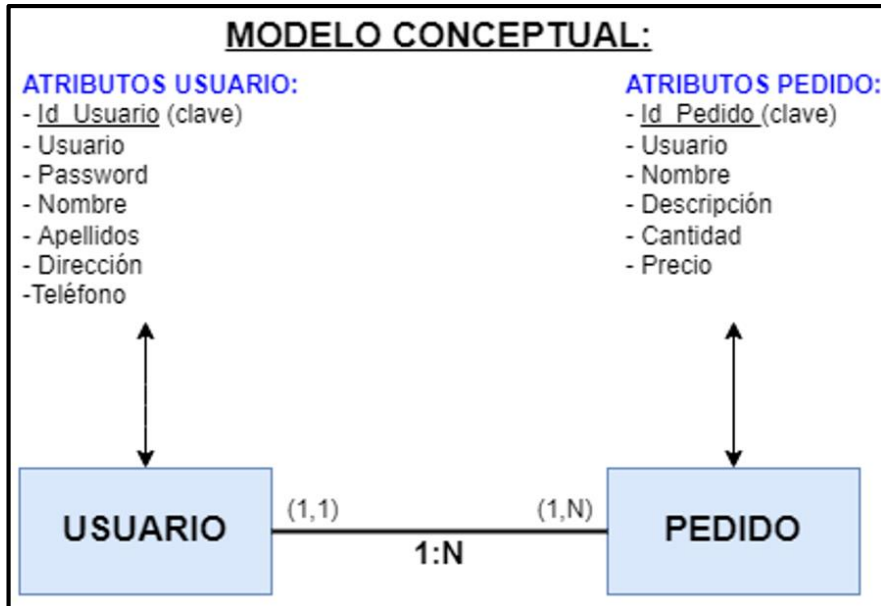 MODELO CONCEPTUAL:
ATRIBUTOS USUARIO:
- Id_Usuario (clave)
- Usuario
- Password
- Nombre
- Apellidos
- Dirección
-Teléfono
ATRIBUTOS PEDIDO:
- Id_Pedido (clave)
- Usuario
- Nombre
- Descripción
- Cantidad
- Precio
USUARIO
(1,1)
(1,N)
1:N
PEDIDO